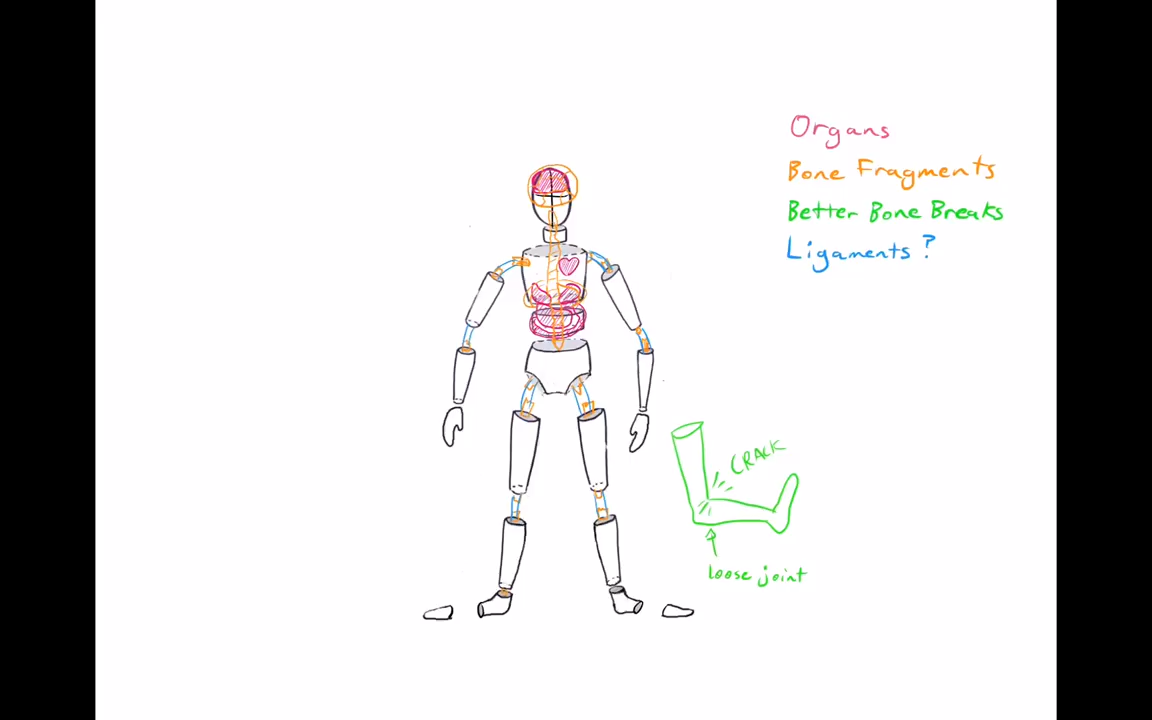 Organs
Bone Fragments
Better Bone Breaks
Ligaments?
CRACK
loose joint